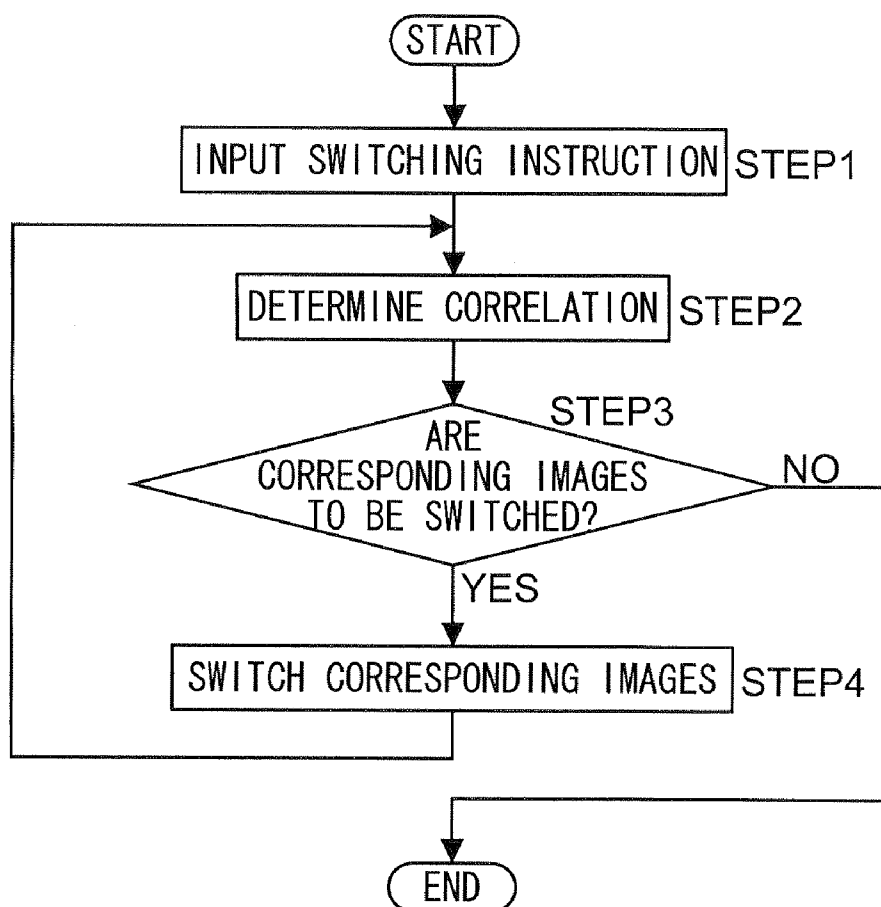 START
INPUT SWITCHING INSTRUCTION STEP1
DETERMINE CORRELATION STEP2
STEP3
ARE
CORRESPONDING IMAGES
TO BE SWITCHED?
NO
YES
SWITCH CORRESPONDING IMAGES STEP4
END